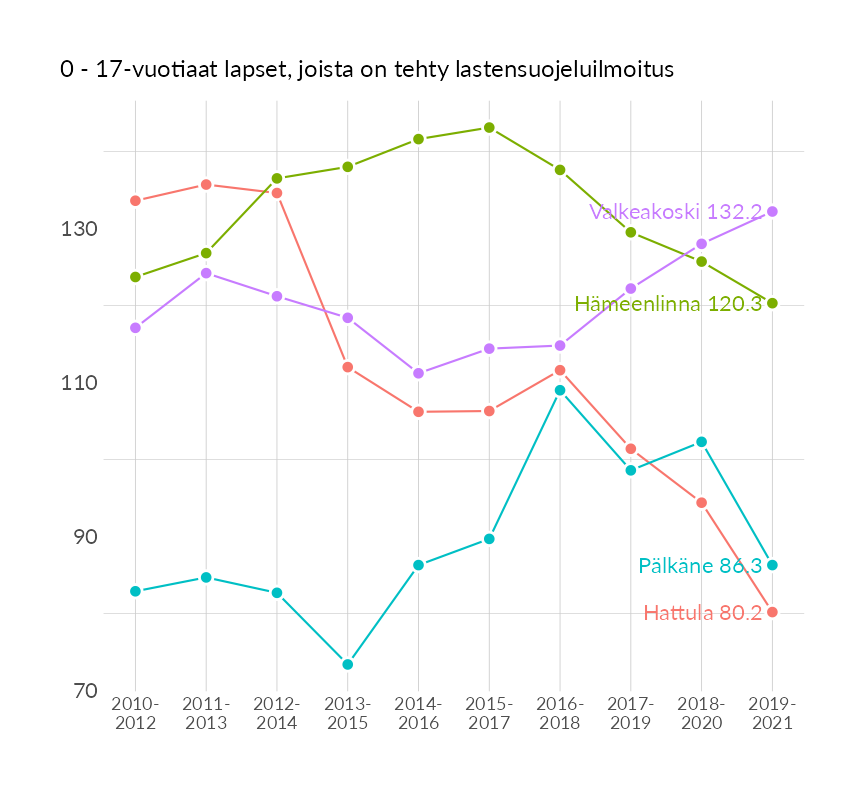 0 - 17-vuotiaat lapset, joista on tehty lastensuojeluilmoitus
Valkeakoski 132.2
130
Hämeenlinna 120.3
110
90
Pälkäne 86.3
Hattula 80.2
70
2010- 2011- 2012- 2013- 2014- 2015- 2016- 2017- 2018- 2019-
2012 2013 2014 2015 2016 2017 2018 2019 2020 2021